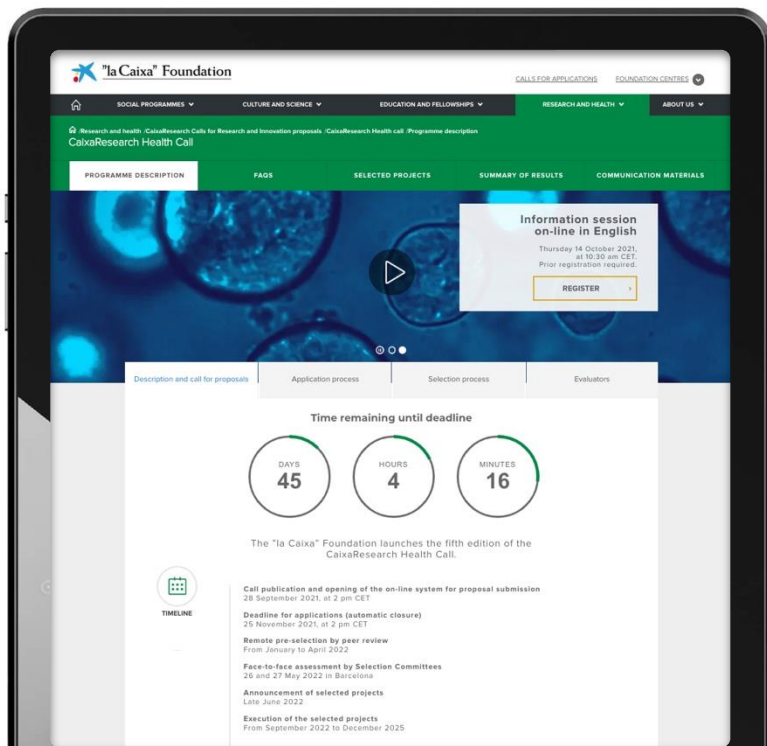 "la Caixa" Foundation
CALLS FOR APPLICATIONS FOUNDATION CENTRES
SOCIAL PROGRAMMES CULTURE AND SCIENCE EDUCATION AND FELLOWSHIPS RESEARCH AND HEALTH ABOUT US
/Research and health /CaixaResearch Calls for Research and Innovation proposals /CaixaResearch Health call /Programme description
CaixaResearch Health Call
PROGRAMME DESCRIPTION FAQS SELECTED PROJECTS SUMMARY OF RESULTS COMMUNICATION MATERIALS
Information session
on-line in English
Thursday 14 October 2021,
at 10:30 am CET.
Prior registration required.
REGISTER
Description and call for proposals Application process Selection process Evaluators
Time remaining until deadline
DAYS HOURS MINUTES
45 4 16
The "la Caixa" Foundation launches the fifth edition of the
CaixaResearch Health Call.
TIMELINE
Call publication and opening of the on-line system for proposal submission
28 September 2021, at 2 pm CET
Deadline for applications (automatic closure)
25 November 2021, at 2 pm CET
Remote pre-selection by peer review
From January to April 2022
Face-to-face assessment by Selection Committees
26 and 27 May 2022 in Barcelona
Announcement of selected projects
Late June 2022
Execution of the selected projects
From September 2022 to December 2025